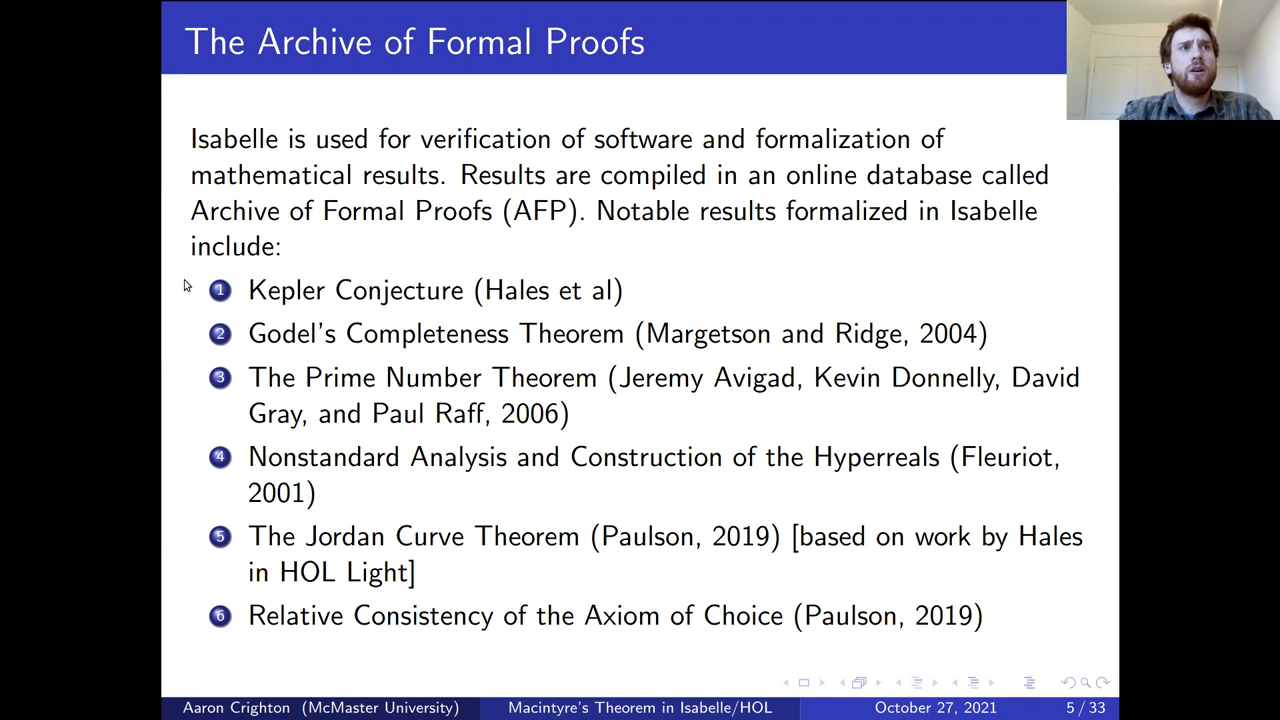 The Archive of Formal Proofs
Isabelle is used for verification of software and formalization of
mathematical results. Results are compiled in an online database called
Archive of Formal Proofs (AFP). Notable results formalized in Isabelle
include:
1 Kepler Conjecture (Hales et al)
2 Godel's Completeness Theorem (Margetson and Ridge, 2004)
3 The Prime Number Theorem (Jeremy Avigad, Kevin Donnelly, David
Gray, and Paul Raff, 2006)
4 Nonstandard Analysis and Construction of the Hyperreals (Fleuriot,
2001)
5 The Jordan Curve Theorem (Paulson, 2019) [based on work by Hales
in HOL Light]
6 Relative Consistency of the Axiom of Choice (Paulson, 2019)
Aaron Crighton (McMaster University) Macintyre's Theorem in Isabelle/HOL October 27, 2021 5 / 33